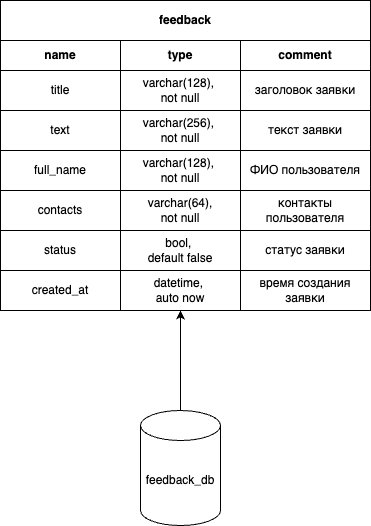 feedback
name type comment
title varchar(128), not null заголовок заявки
text varchar(256), not null текст заявки
full_name varchar(128), not null ФИО пользователя
contacts varchar(64), not null контакты пользователя
status bool, default false статус заявки
created_at datetime, auto now время создания заявки
feedback_db